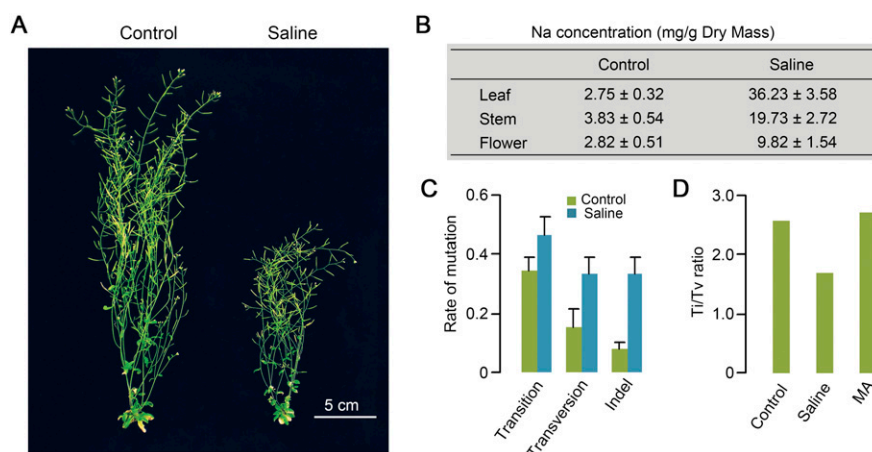 A
Control Saline
5 cm
B
Na concentration (mg/g Dry Mass)
Control Saline
Leaf 2.75 ± 0.32 36.23 ± 3.58
Stem 3.83 ± 0.54 19.73 ± 2.72
Flower 2.82 ± 0.51 9.82 ± 1.54
C
Rate of mutation
0.6
0.4
0.2
0
Control
Saline
Transition
Transversion
Indel
D
Ti/Tv ratio
3.0
2.0
1.0
0
Control
Saline
MA